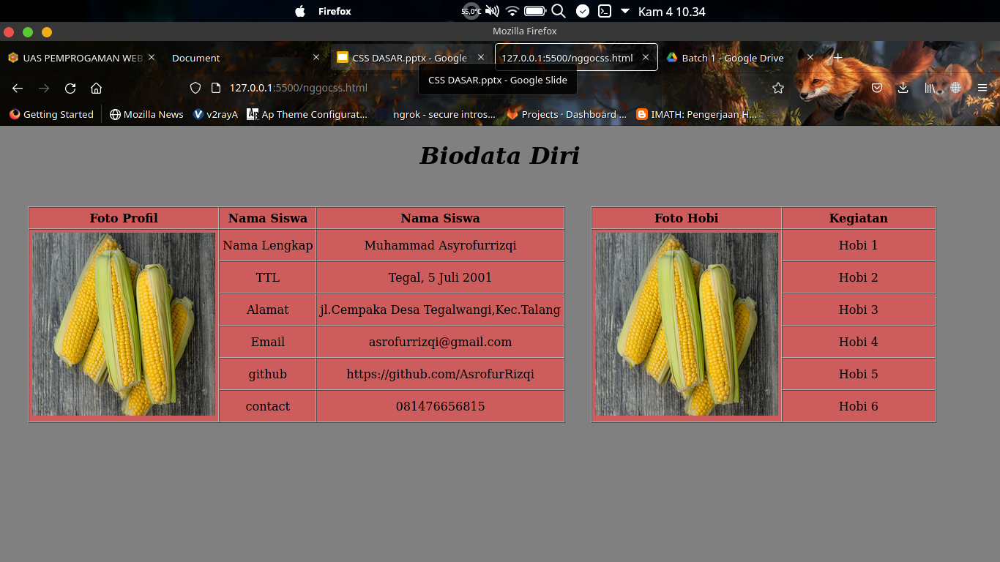 Firefox
55,0°C
Kam 4 10.34
Mozilla Firefox
UAS PEMPROGAMAN WEB
Document
CSS DASAR.pptx - Google
127.0.0.1:5500/nggocss.html
Batch 1 - Google Drive
CSS DASAR.pptx - Google Slide
127.0.0.1:5500/nggocss.html
Getting Started
Mozilla News
v2rayA
Ap Theme Configurat...
ngrok - secure intros...
Projects · Dashboard ...
IMATH: Pengerjaan H...
Biodata Diri
Foto Profil Nama Siswa Nama Siswa
Nama Lengkap Muhammad Asyrofurrizqi
TTL Tegal, 5 Juli 2001
Alamat jl.Cempaka Desa Tegalwangi,Kec.Talang
Email asrofurrizqi@gmail.com
github https://github.com/AsrofurRizqi
contact 081476656815
Foto Hobi Kegiatan
Hobi 1
Hobi 2
Hobi 3
Hobi 4
Hobi 5
Hobi 6